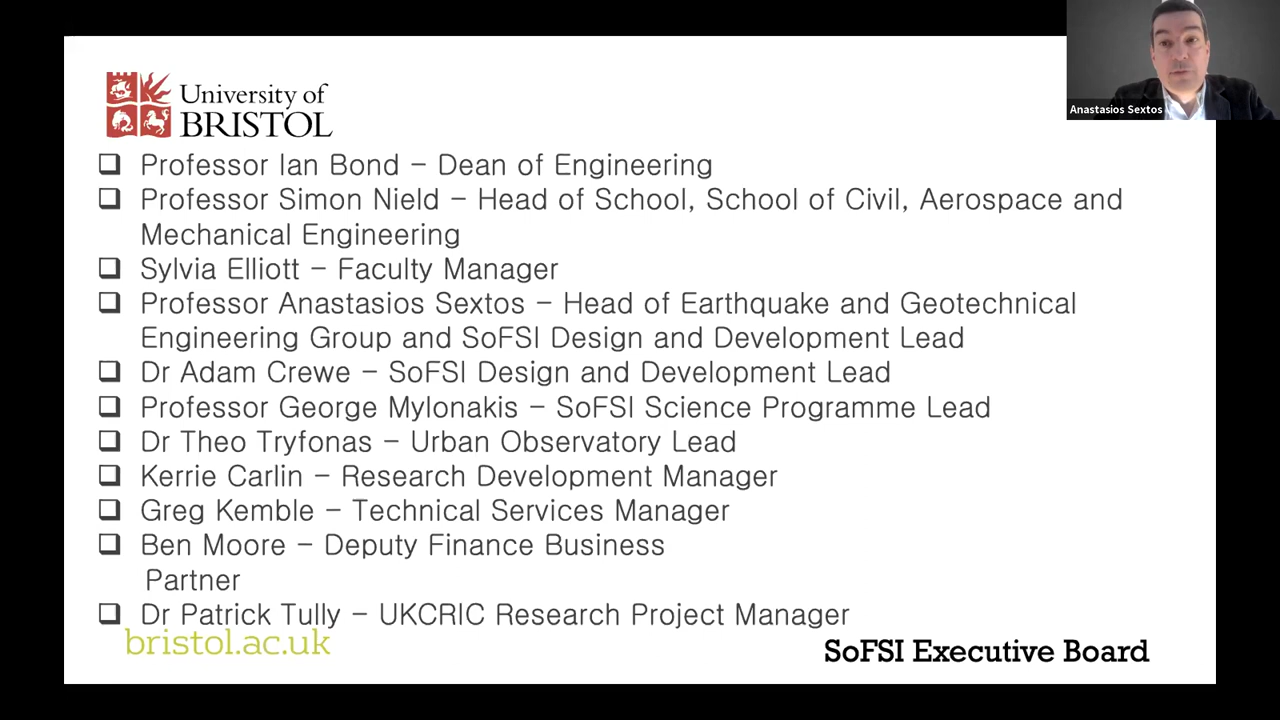 University of
BRISTOL
Anastasios Sextos
Professor Ian Bond – Dean of Engineering
Professor Simon Nield – Head of School, School of Civil, Aerospace and
Mechanical Engineering
Sylvia Elliott – Faculty Manager
Professor Anastasios Sextos – Head of Earthquake and Geotechnical
Engineering Group and SoFSI Design and Development Lead
Dr Adam Crewe – SoFSI Design and Development Lead
Professor George Mylonakis – SoFSI Science Programme Lead
Dr Theo Tryfonas – Urban Observatory Lead
Kerrie Carlin – Research Development Manager
Greg Kemble – Technical Services Manager
Ben Moore – Deputy Finance Business
Partner
Dr Patrick Tully – UKCRIC Research Project Manager
bristol.ac.uk
SoFSI Executive Board